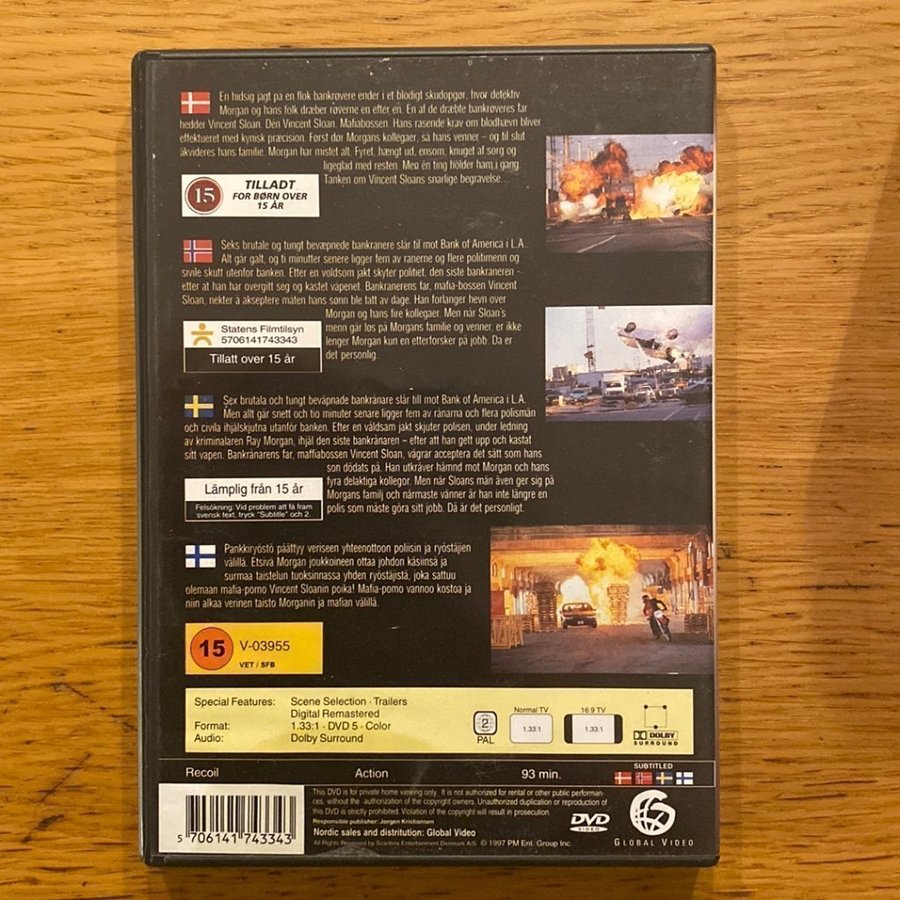 En hidsig jagt på en flok bankrøvere ender i et blodigt skudopgør, hvor detektiv
Morgan og hans folk dræber røverne en efter en. En af de dræbte bankrøveres far
hedder Vincent Sloan. Den Vincent Sloan. Mafiabossen. Hans rasende krav om blodhævn bliver
effektueret med kynisk præcision. Først dør Morgans kollegaer, så hans venner – og til slut
likvideres hans familie. Morgan har mistet alt. Fyret, hængt ud, ensom, knuget af sorg og
ligeglad med resten. Men én ting holder ham i gang.
Tanken om Vincent Sloans snarlige begravelse...
15
TILLADT
FOR BØRN OVER
15 ÅR
Seks brutale og tungt bevæpnede bankranere slår til mot Bank of America i L.A.
Alt går galt, og ti minutter senere ligger fem av ranerne og flere politimenn og
sivile skutt utenfor banken. Efter en voldsom jakt skyter politiet, den siste bankraneren -
etter at han har overgitt seg og kastet våpenet. Bankranerens far, mafia-bossen Vincent
Sloan, nekter å akseptere måten hans sønn ble tatt av dage. Han forlanger hevn over
Morgan og hans fire kollegaer. Men når Sloan's
menn går los på Morgans familie og venner, er ikke
lenger Morgan kun en etterforsker på jobb. Da er
det personlig.
Statens Filmtilsyn
5706141743343
Tillatt over 15 år
Sex brutala och tungt beväpnade bankrånare slår till mot Bank of America i L.A.
Men allt går snett och tio minuter senare ligger fem av rånarna och flera polismän
och civila ihjälskjutna utanför banken. Efter en våldsam jakt skjuter polisen, under ledning
av kriminalaren Ray Morgan, ihjäl den siste bankrånaren – efter att han gett upp och kastat
sitt vapen. Bankrånarens far, maffiabossen Vincent Sloan, vägrar acceptera det sätt som hans
son dödats på. Han utkräver hämnd mot Morgan och hans
fyra delaktiga kollegor. Men när Sloans män även ger sig på
Morgans familj och närmaste vänner är han inte längre en
polis som måste göra sitt jobb. Då är det personligt.
Lämplig från 15 år
Felsökning: Vid problem att få fram
svensk text, tryck "Subtitle" och 2.
Pankkiryöstö päättyy veriseen yhteenottoon poliisin ja ryöstäjien
välillä. Etsivä Morgan joukkoineen ottaa johdon käsiinsä ja
surmaa taistelun tuoksinassa yhden ryöstäjistä, joka sattuu
olemaan mafia-pomo Vincent Sloanin poika! Mafia-pomo vannoo kostoa ja
niin alkaa verinen taisto Morganin ja mafian välillä.
15 V-03955
VET / SFB
Special Features: Scene Selection · Trailers
Digital Remastered
Format: 1.33:1 · DVD 5 · Color
Audio: Dolby Surround
2
PAL
Normal TV
1.33:1
16:9 TV
1.33:1
DOLBY
SURROUND
Recoil Action 93 min.
SUBTITLED
This DVD is for private home viewing only. It is not authorized for rental or other public performan-
ces, without the authorization of the copyright owners. Unauthorized duplication or reproduction of
this DVD is strictly prohibited. Violation of the copyright will result in prosecution.
Responsible publisher: Jørgen Kristiansen
Nordic sales and distrition: Global Video
All Rights Reserved by Scanbox Entertainment Denmark A/S © 1997 PM Ent. Group Inc.
DVD
VIDEO
GLOBAL VIDEO
5 706141 743343